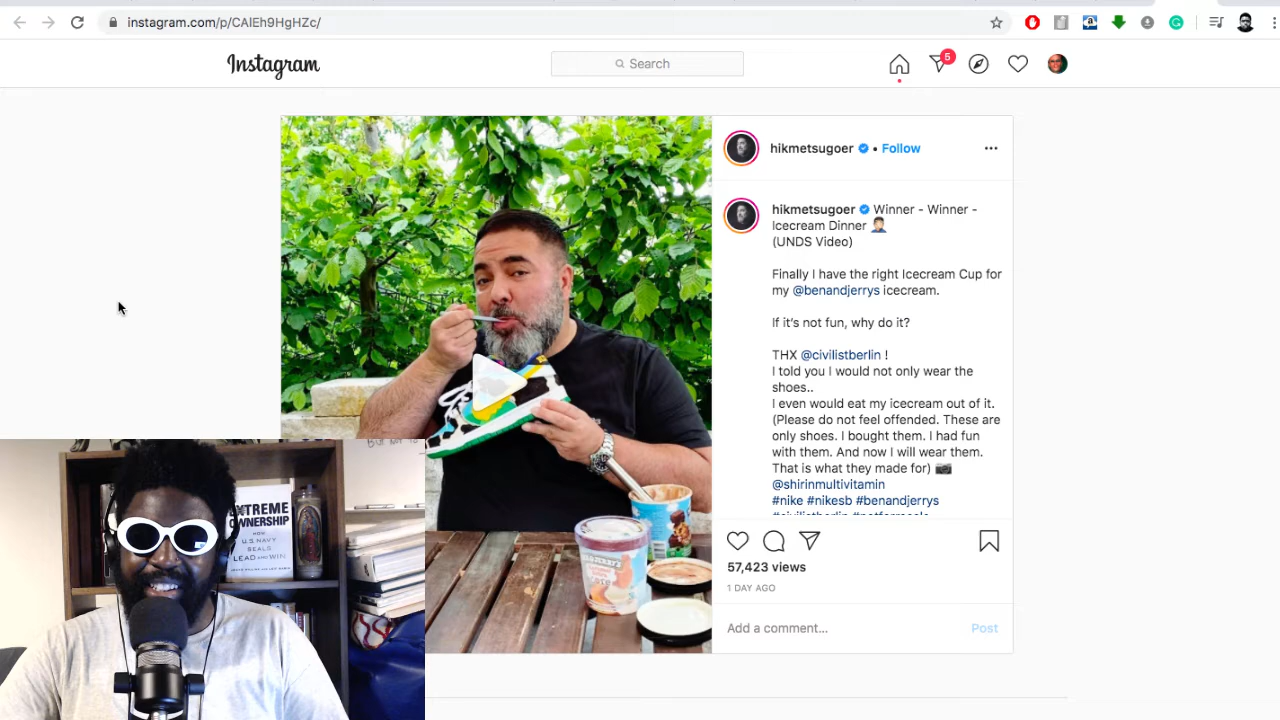 instagram.com/p/CAIEh9HgHZc/
Instagram
Search
5
hikmetsugoer • Follow
hikmetsugoer Winner - Winner -
Icecream Dinner 🤦🏻‍♂️
(UNDS Video)
Finally I have the right Icecream Cup for
my @benandjerrys icecream.
If it's not fun, why do it?
THX @civilistberlin !
I told you I would not only wear the
shoes..
I even would eat my icecream out of it.
(Please do not feel offended. These are
only shoes. I bought them. I had fun
with them. And now I will wear them.
That is what they made for) 📷
@shirinmultivitamin
#nike #nikesb #benandjerrys
57,423 views
1 DAY AGO
Add a comment...
Post
BUT NOT TO
EXTREME
OWNERSHIP
HOW
U.S. NAVY
SEALS
LEAD AND WIN